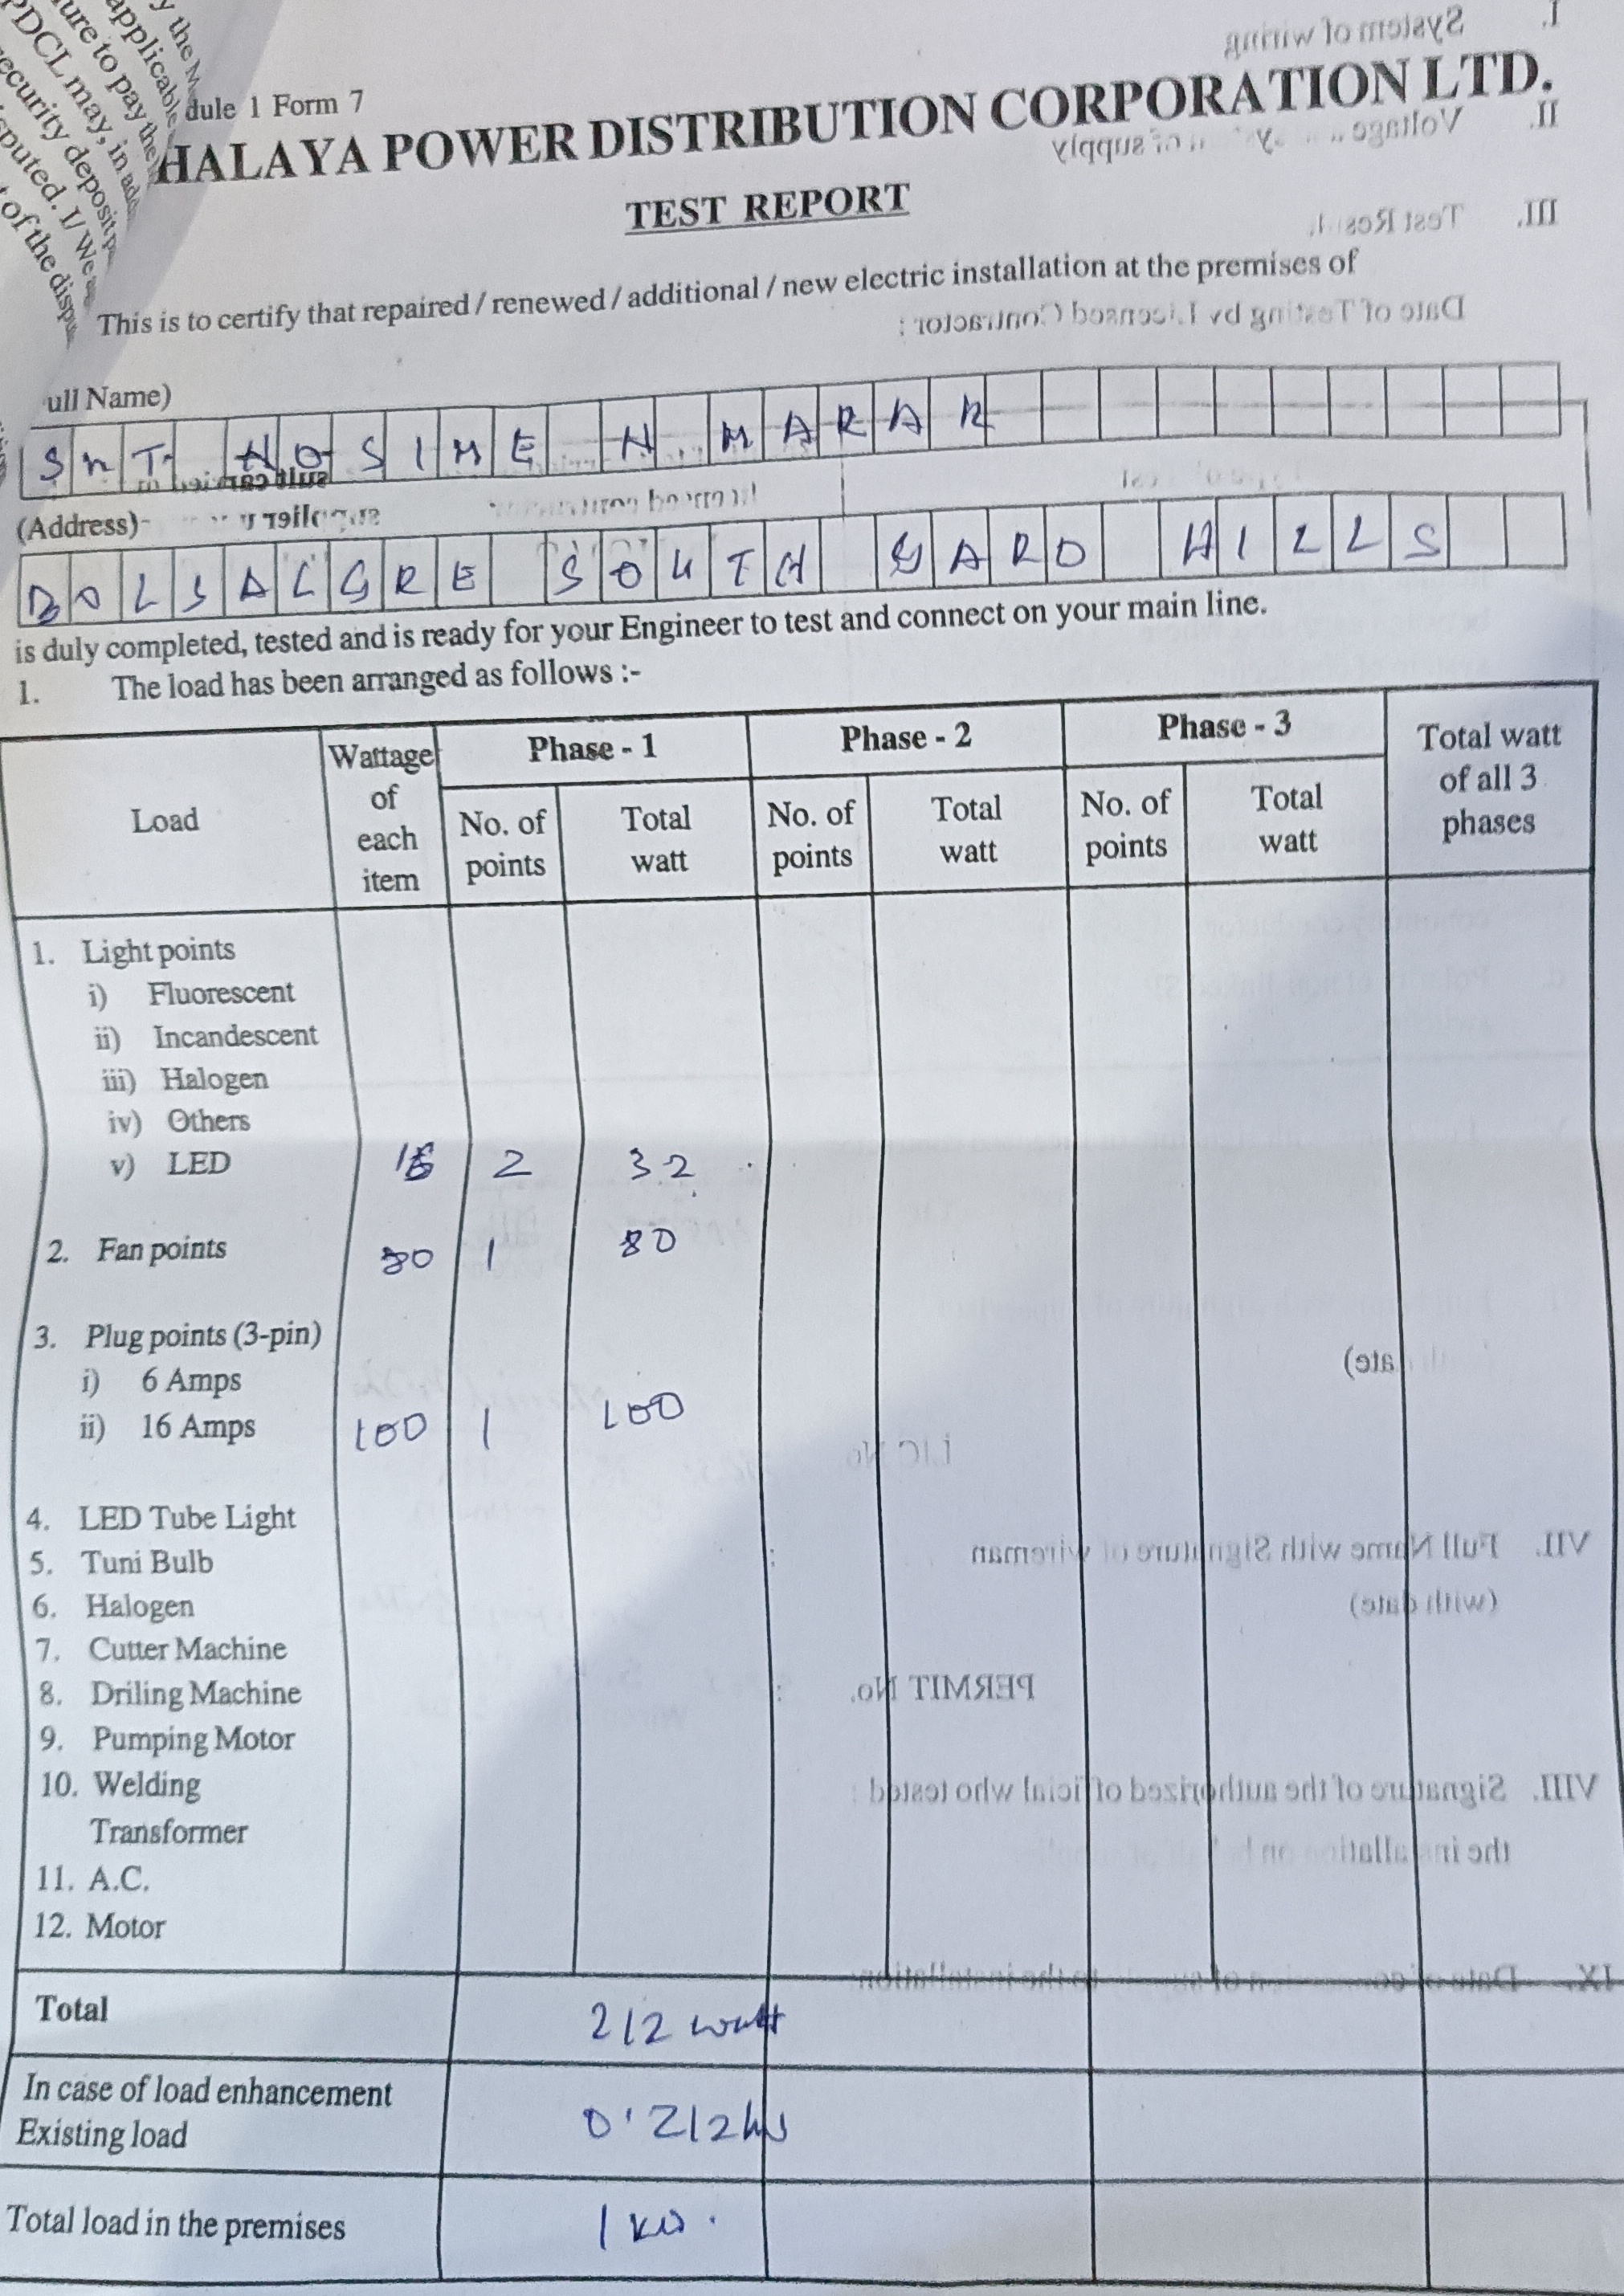 dule 1 Form 7
HALAYA POWER DISTRIBUTION CORPORATION LTD.
TEST REPORT
This is to certify that repaired / renewed / additional / new electric installation at the premises of
ull Name)
SMT HOSIME N MARAK
(Address)
DOLSALGRE SOUTH GARO HILLS
is duly completed, tested and is ready for your Engineer to test and connect on your main line.
1. The load has been arranged as follows :-
Load Wattage of each item Phase - 1 Phase - 2 Phase - 3 Total watt of all 3 phases
No. of points Total watt No. of points Total watt No. of points Total watt
1. Light points
i) Fluorescent
ii) Incandescent
iii) Halogen
iv) Others
v) LED 16 2 32
2. Fan points 80 1 80
3. Plug points (3-pin)
i) 6 Amps
ii) 16 Amps 100 1 100
4. LED Tube Light
5. Tuni Bulb
6. Halogen
7. Cutter Machine
8. Driling Machine
9. Pumping Motor
10. Welding
Transformer
11. A.C.
12. Motor
Total 212 watt
In case of load enhancement
Existing load 0.212 kw
Total load in the premises 1 KW.